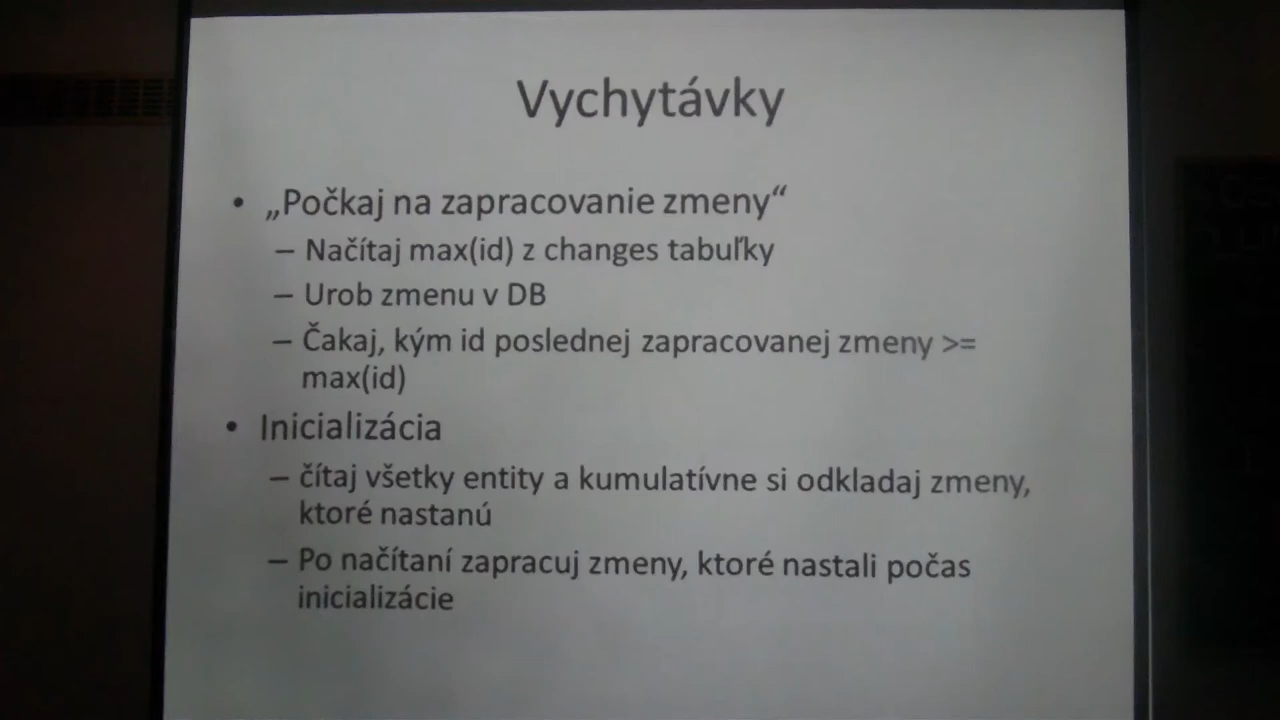 Vychytávky
• „Počkaj na zapracovanie zmeny“
– Načítaj max(id) z changes tabuľky
– Urob zmenu v DB
– Čakaj, kým id poslednej zapracovanej zmeny >=
max(id)
• Inicializácia
– čítaj všetky entity a kumulatívne si odkladaj zmeny,
ktoré nastanú
– Po načítaní zapracuj zmeny, ktoré nastali počas
inicializácie